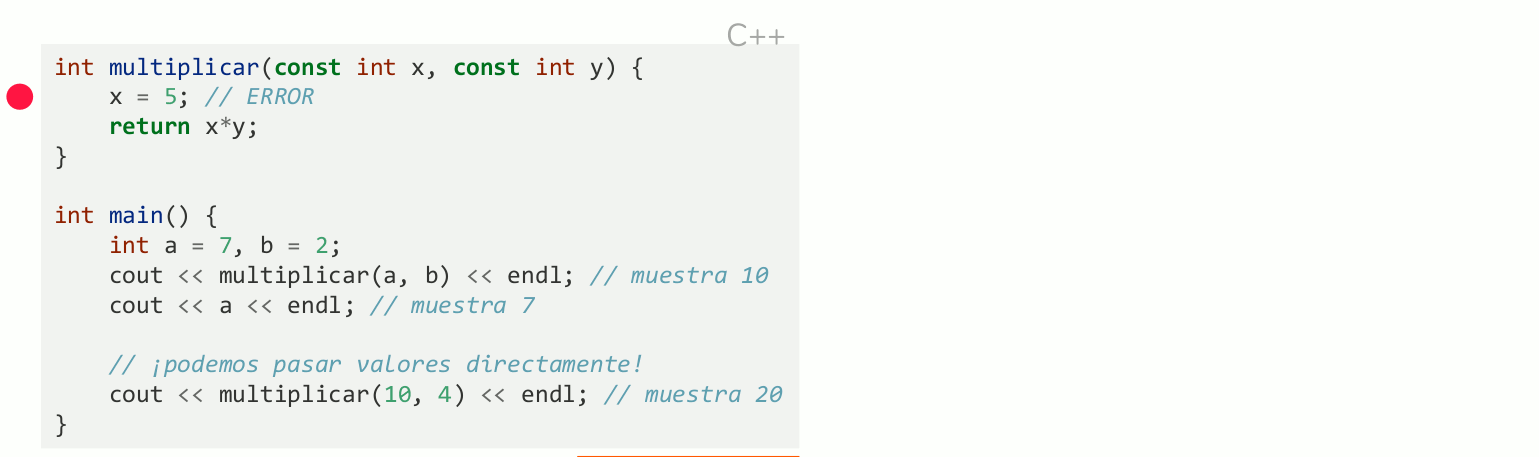 C++
int multiplicar(const int x, const int y) {
    x = 5; // ERROR
    return x*y;
}
int main() {
    int a = 7, b = 2;
    cout << multiplicar(a, b) << endl; // muestra 10
    cout << a << endl; // muestra 7
    // ¡podemos pasar valores directamente!
    cout << multiplicar(10, 4) << endl; // muestra 20
}